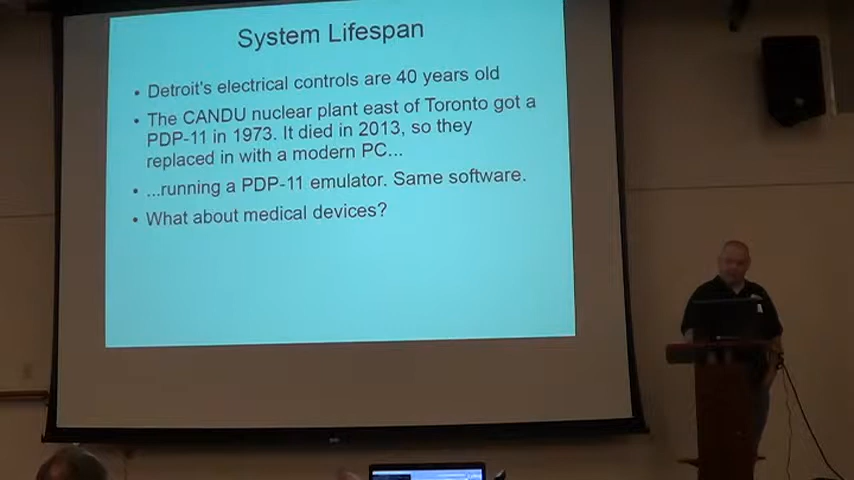 System Lifespan
• Detroit's electrical controls are 40 years old
• The CANDU nuclear plant east of Toronto got a
PDP-11 in 1973. It died in 2013, so they
replaced in with a modern PC...
• ...running a PDP-11 emulator. Same software.
• What about medical devices?